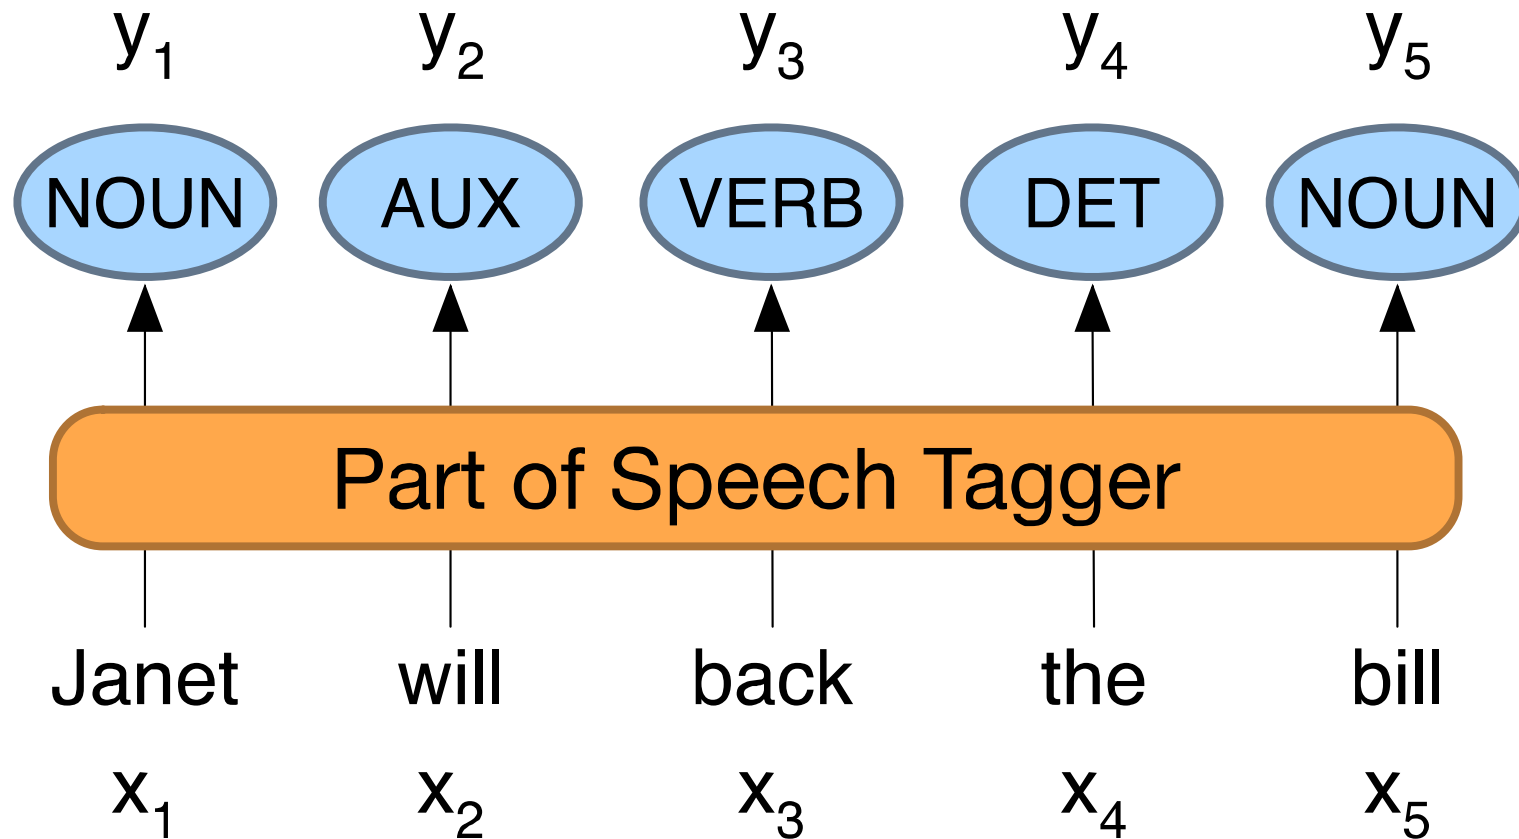 y₁ y₂ y₃ y₄ y₅
NOUN AUX VERB DET NOUN
Part of Speech Tagger
Janet will back the bill
x₁ x₂ x₃ x₄ x₅